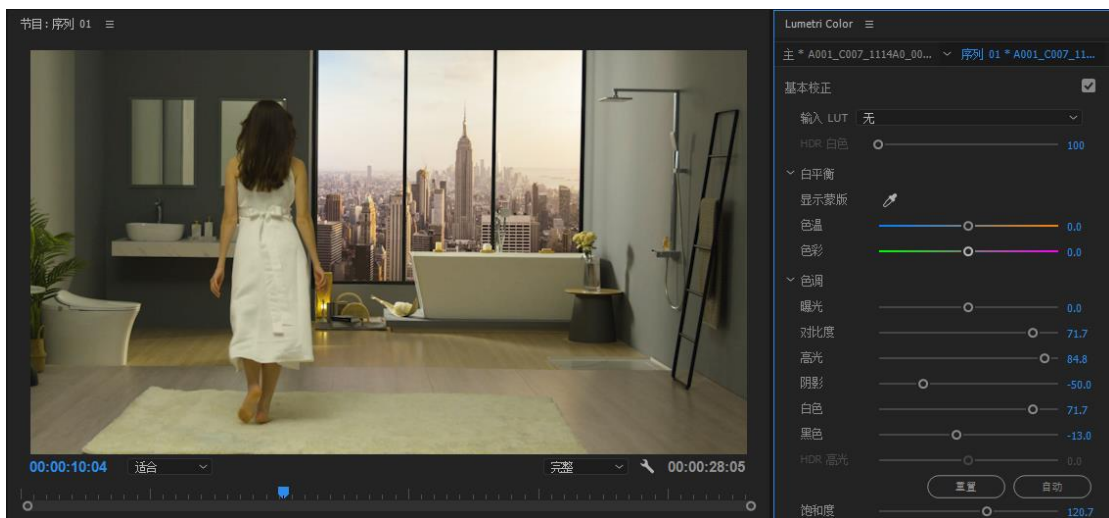 节目:序列 01
00:00:10:04 适合 完整 00:00:28:05
Lumetri Color
主 * A001_C007_1114A0_00... 序列 01 * A001_C007_11...
基本校正
输入 LUT 无
HDR 白色 100
白平衡
显示蒙版
色温 0.0
色彩 0.0
色调
曝光 0.0
对比度 71.7
高光 84.8
阴影 -50.0
白色 71.7
黑色 -13.0
HDR 高光 0.0
重置 自动
饱和度 120.7